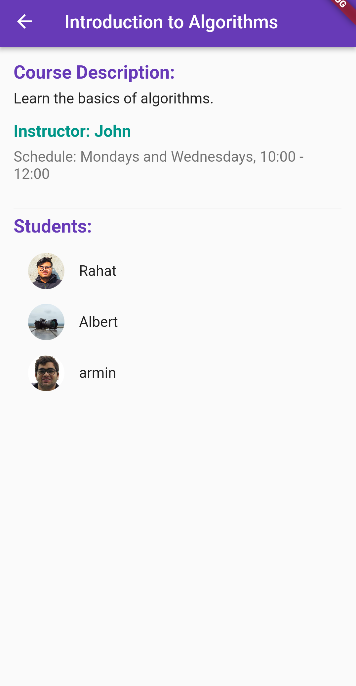 Introduction to Algorithms
Course Description:
Learn the basics of algorithms.
Instructor: John
Schedule: Mondays and Wednesdays, 10:00 -
12:00
Students:
Rahat
Albert
armin